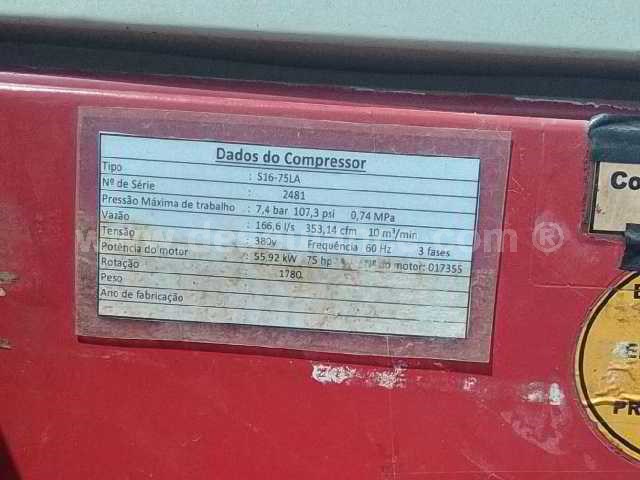 Dados do Compressor
Tipo : S16-75LA
Nº de Série : 2481
Pressão Máxima de trabalho : 7,4 bar 107,3 psi 0,74 MPa
Vazão : 166,6 l/s 353,14 cfm 10 m³/min
Tensão : 380v Frequência 60 Hz 3 fases
Potência do motor : 55,92 kW 75 hp motor: 017355
Rotação : 1780
Peso :
Ano de fabricação :
Co
PR